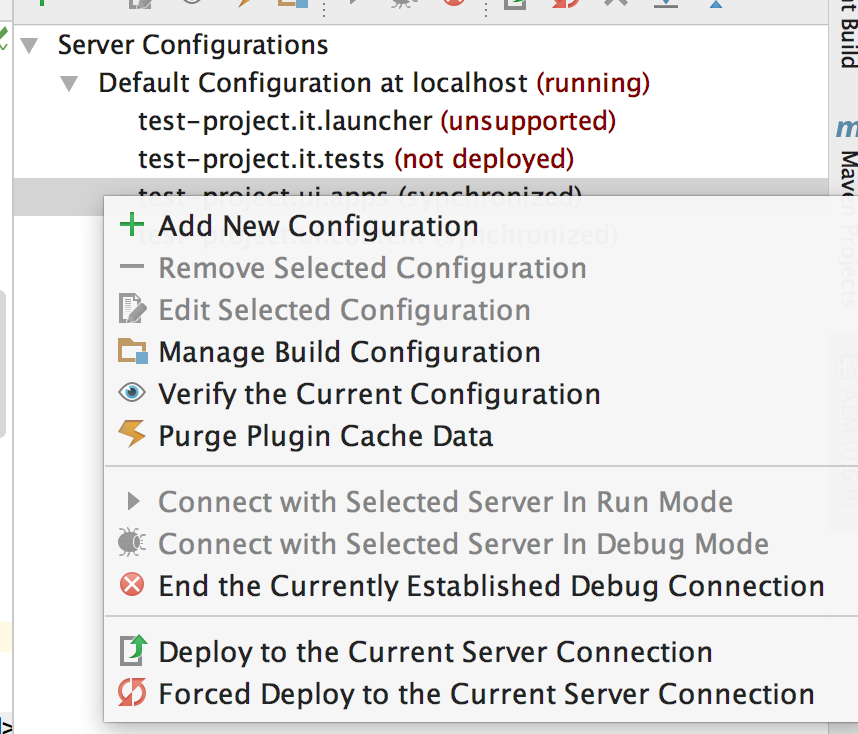 Server Configurations
Default Configuration at localhost (running)
test-project.it.launcher (unsupported)
test-project.it.tests (not deployed)
test-project.ui.apps (synchronized)
test-project.ui.content (synchronized)
Add New Configuration
Remove Selected Configuration
Edit Selected Configuration
Manage Build Configuration
Verify the Current Configuration
Purge Plugin Cache Data
Connect with Selected Server In Run Mode
Connect with Selected Server In Debug Mode
End the Currently Established Debug Connection
Deploy to the Current Server Connection
Forced Deploy to the Current Server Connection
Build
m
Maven Projects
>